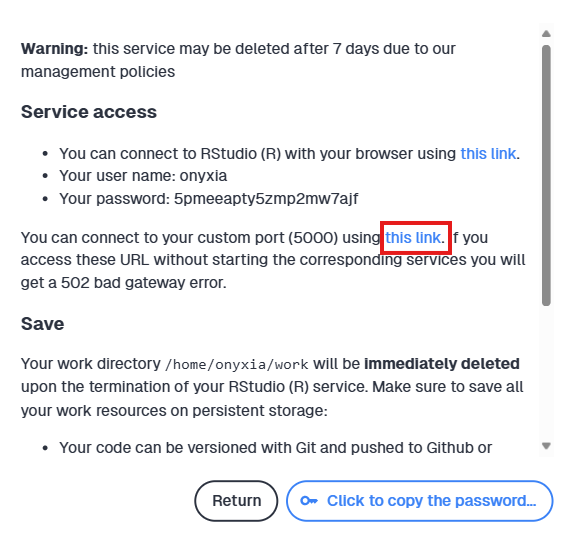 Warning: this service may be deleted after 7 days due to our
management policies
Service access
• You can connect to RStudio (R) with your browser using this link.
• Your user name: onyxia
• Your password: 5pmeeapty5zmp2mw7ajf
You can connect to your custom port (5000) using this link. If you
access these URL without starting the corresponding services you will
get a 502 bad gateway error.
Save
Your work directory /home/onyxia/work will be immediately deleted
upon the termination of your RStudio (R) service. Make sure to save all
your work resources on persistent storage:
• Your code can be versioned with Git and pushed to Github or
Return
Click to copy the password...